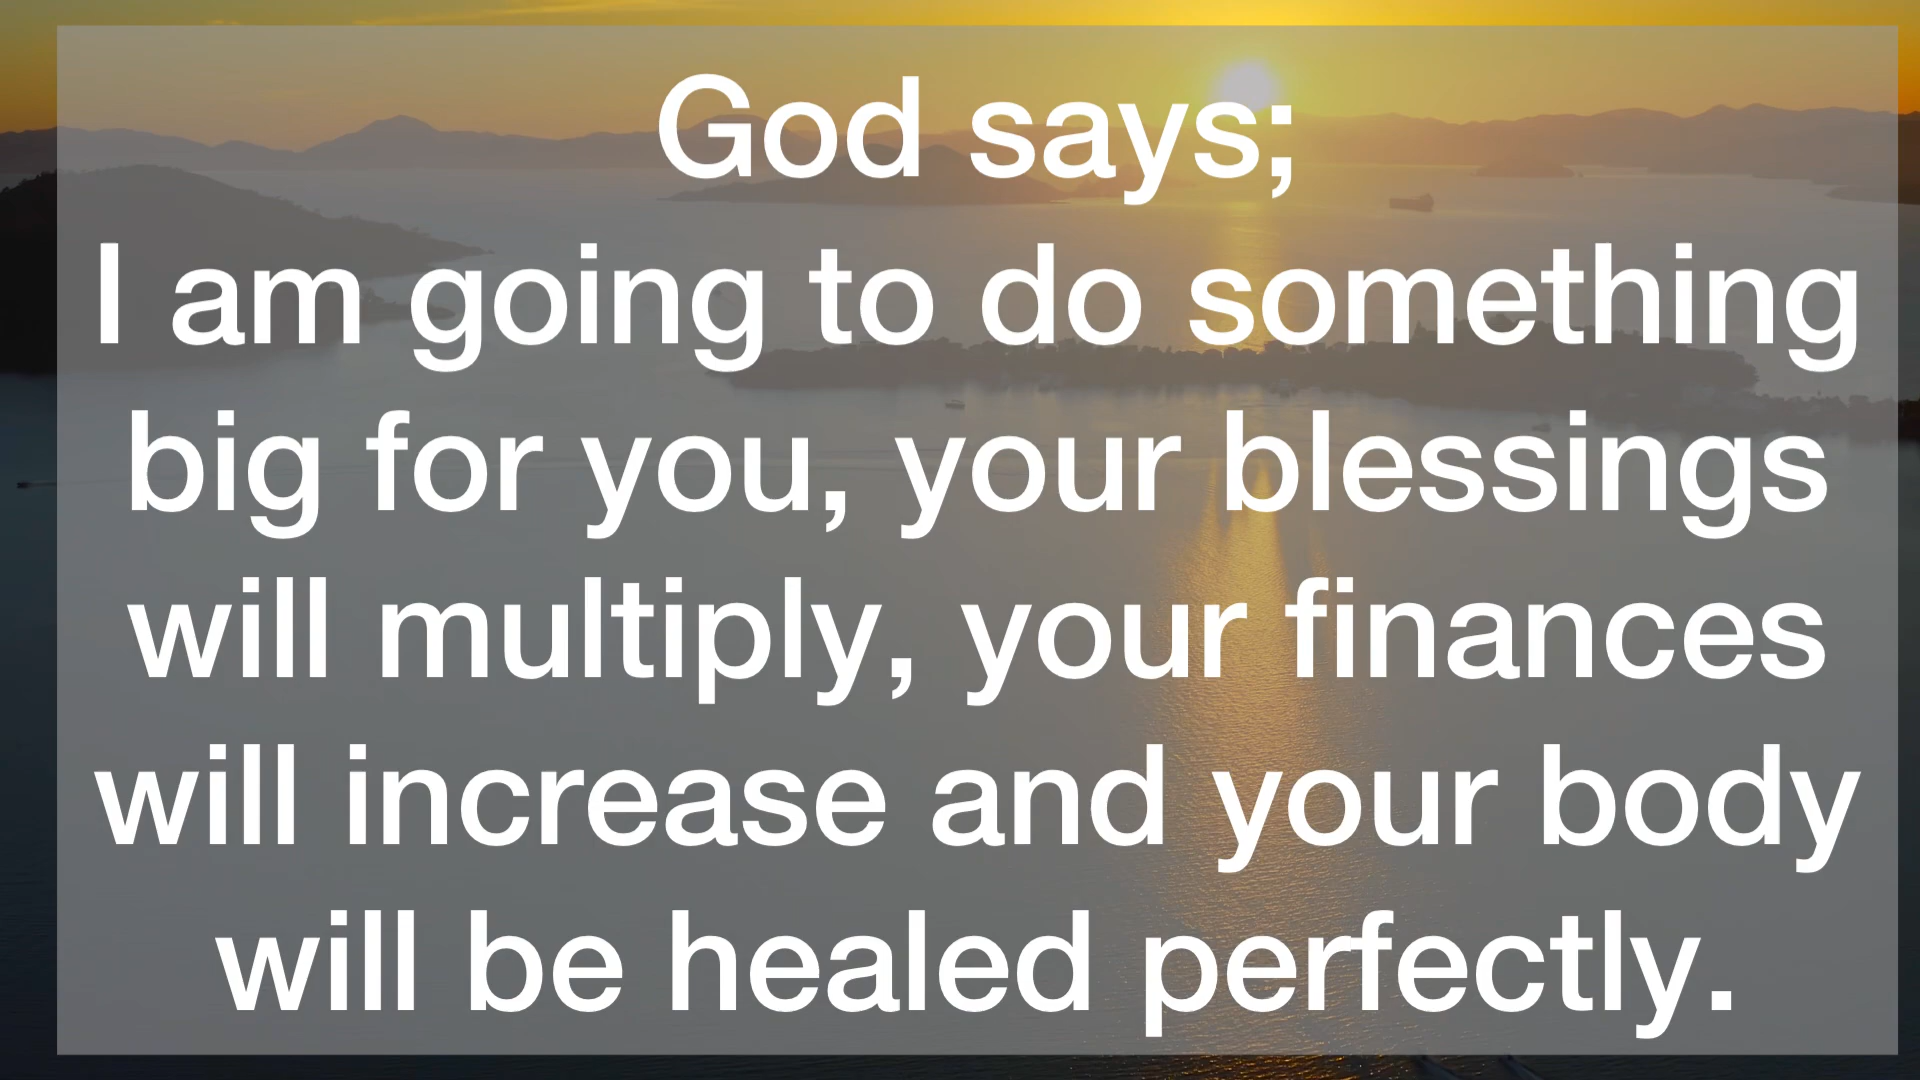 God says;
I am going to do something
big for you, your blessings
will multiply, your finances
will increase and your body
will be healed perfectly.